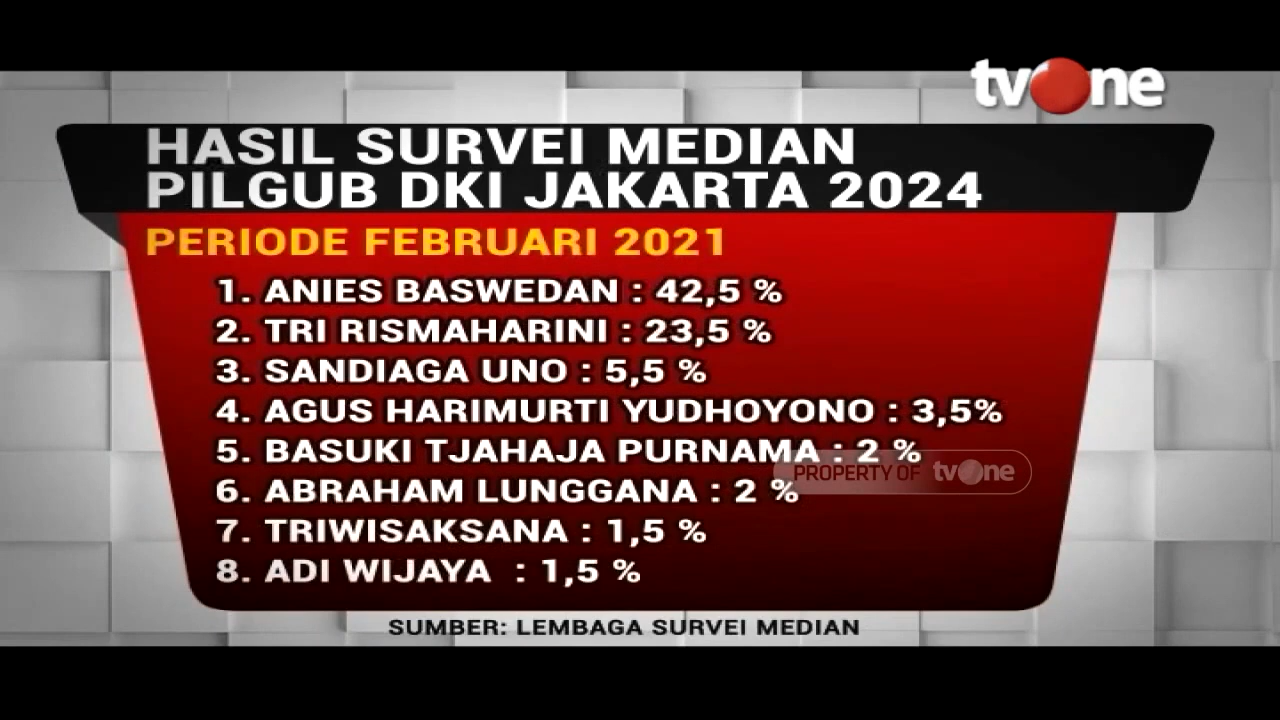 tvOne
HASIL SURVEI MEDIAN
PILGUB DKI JAKARTA 2024
PERIODE FEBRUARI 2021
1. ANIES BASWEDAN : 42,5 %
2. TRI RISMAHARINI : 23,5 %
3. SANDIAGA UNO : 5,5 %
4. AGUS HARIMURTI YUDHOYONO : 3,5%
5. BASUKI TJAHAJA PURNAMA : 2 %
PROPERTY OF tvOne
6. ABRAHAM LUNGGANA : 2 %
7. TRIWISAKSANA : 1,5 %
8. ADI WIJAYA : 1,5 %
SUMBER: LEMBAGA SURVEI MEDIAN